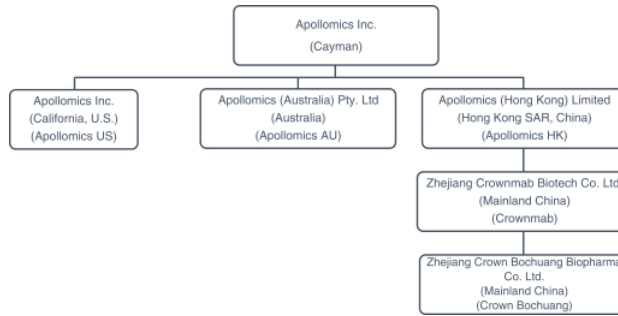 Apollomics Inc.
(Cayman)
Apollomics Inc.
(California, U.S.)
(Apollomics US)
Apollomics (Australia) Pty. Ltd
(Australia)
(Apollomics AU)
Apollomics (Hong Kong) Limited
(Hong Kong SAR, China)
(Apollomics HK)
Zhejiang Crownmab Biotech Co. Ltd
(Mainland China)
(Crownmab)
Zhejiang Crown Bochuang Biopharma
Co. Ltd.
(Mainland China)
(Crown Bochuang)